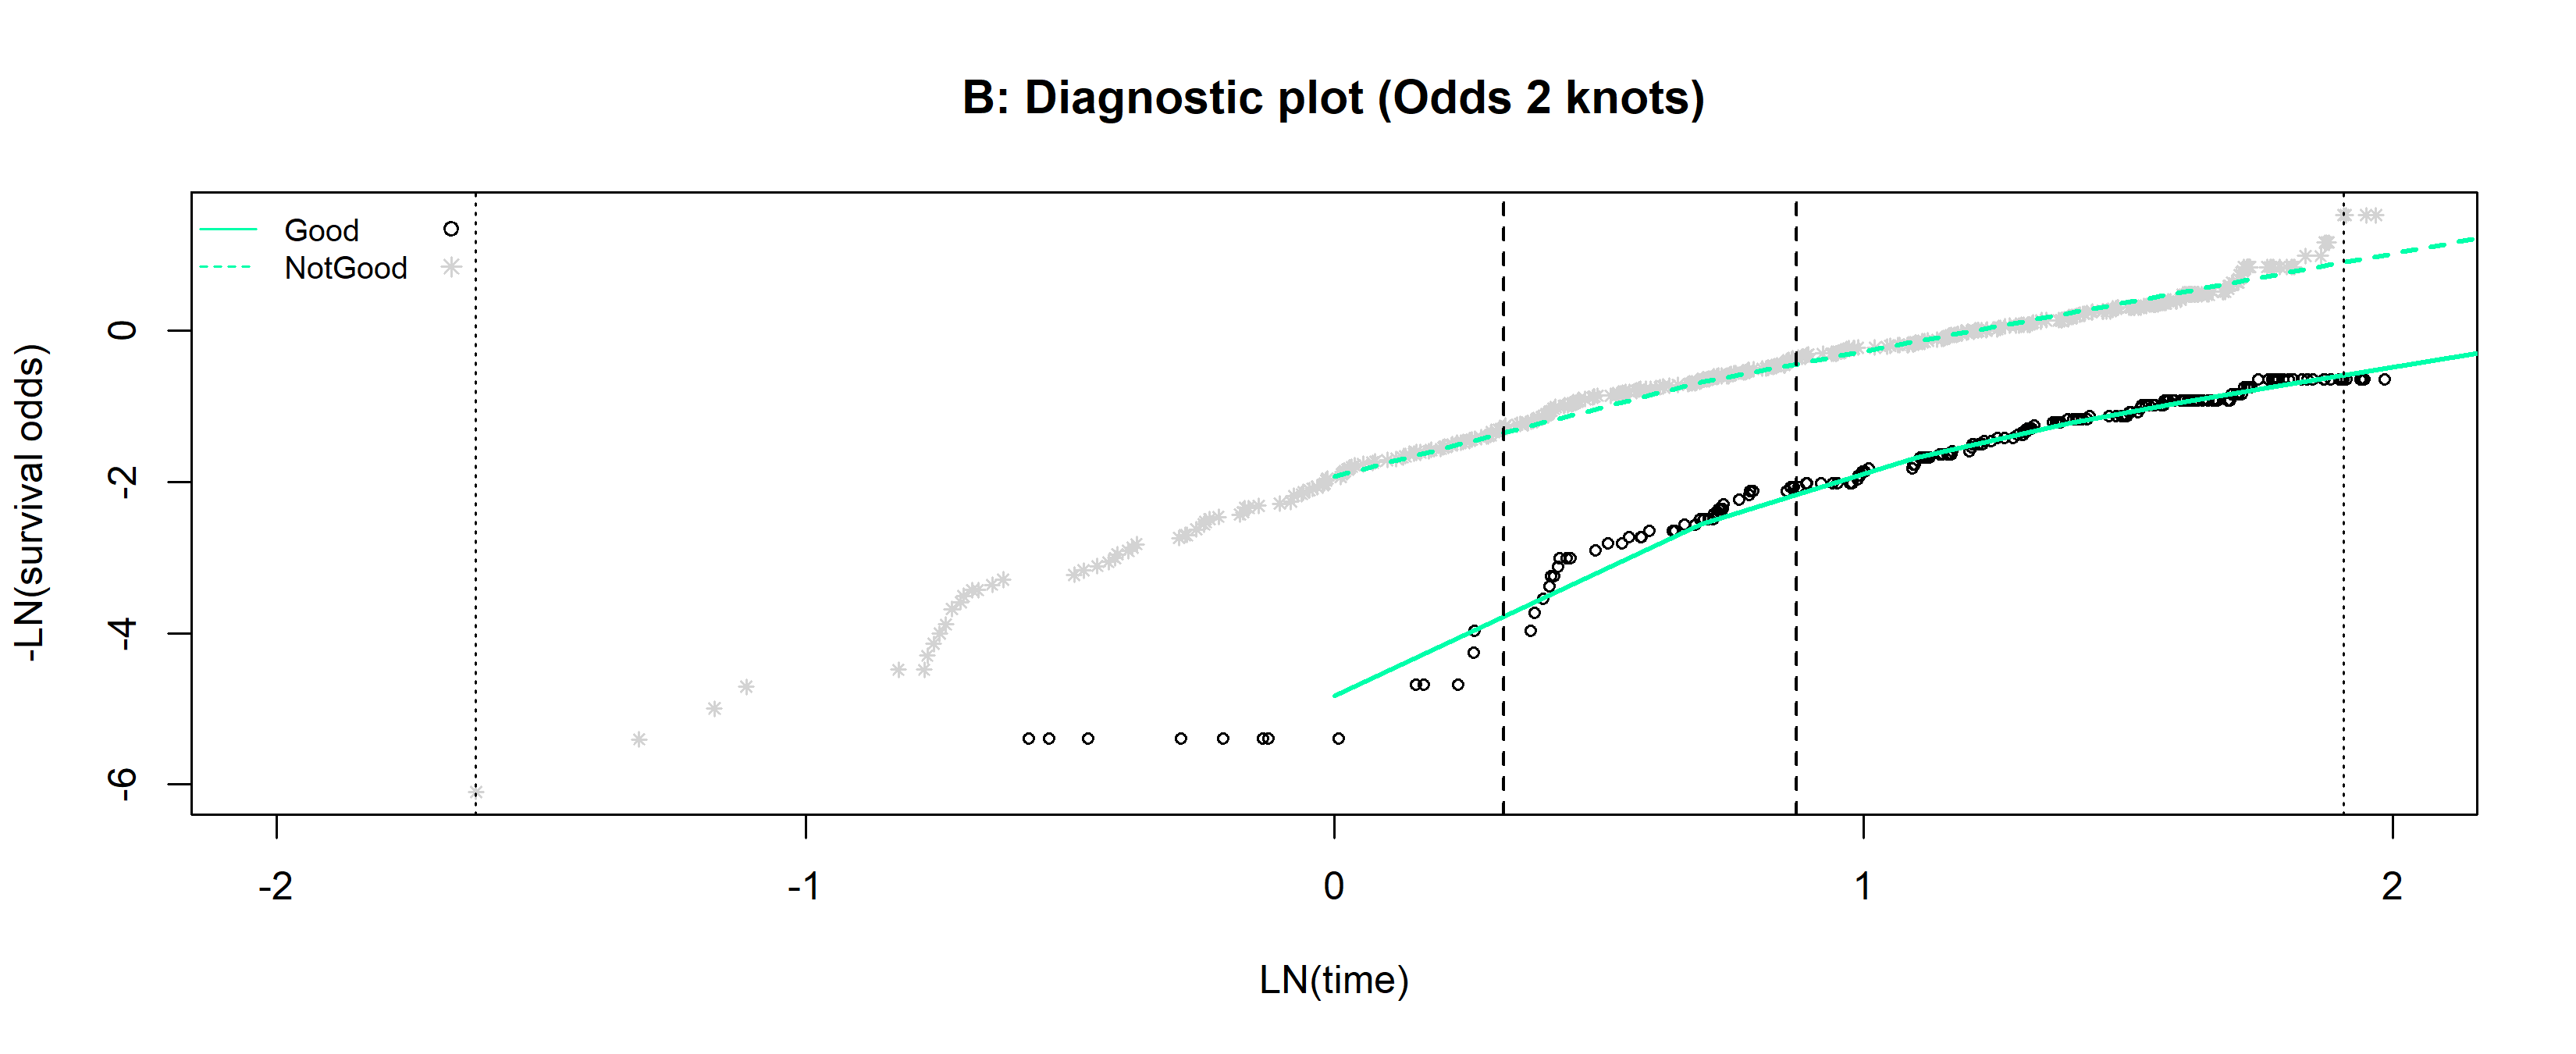 B: Diagnostic plot (Odds 2 knots)
Good
NotGood
-LN(survival odds)
0
-2
-4
-6
-2 -1 0 1 2
LN(time)